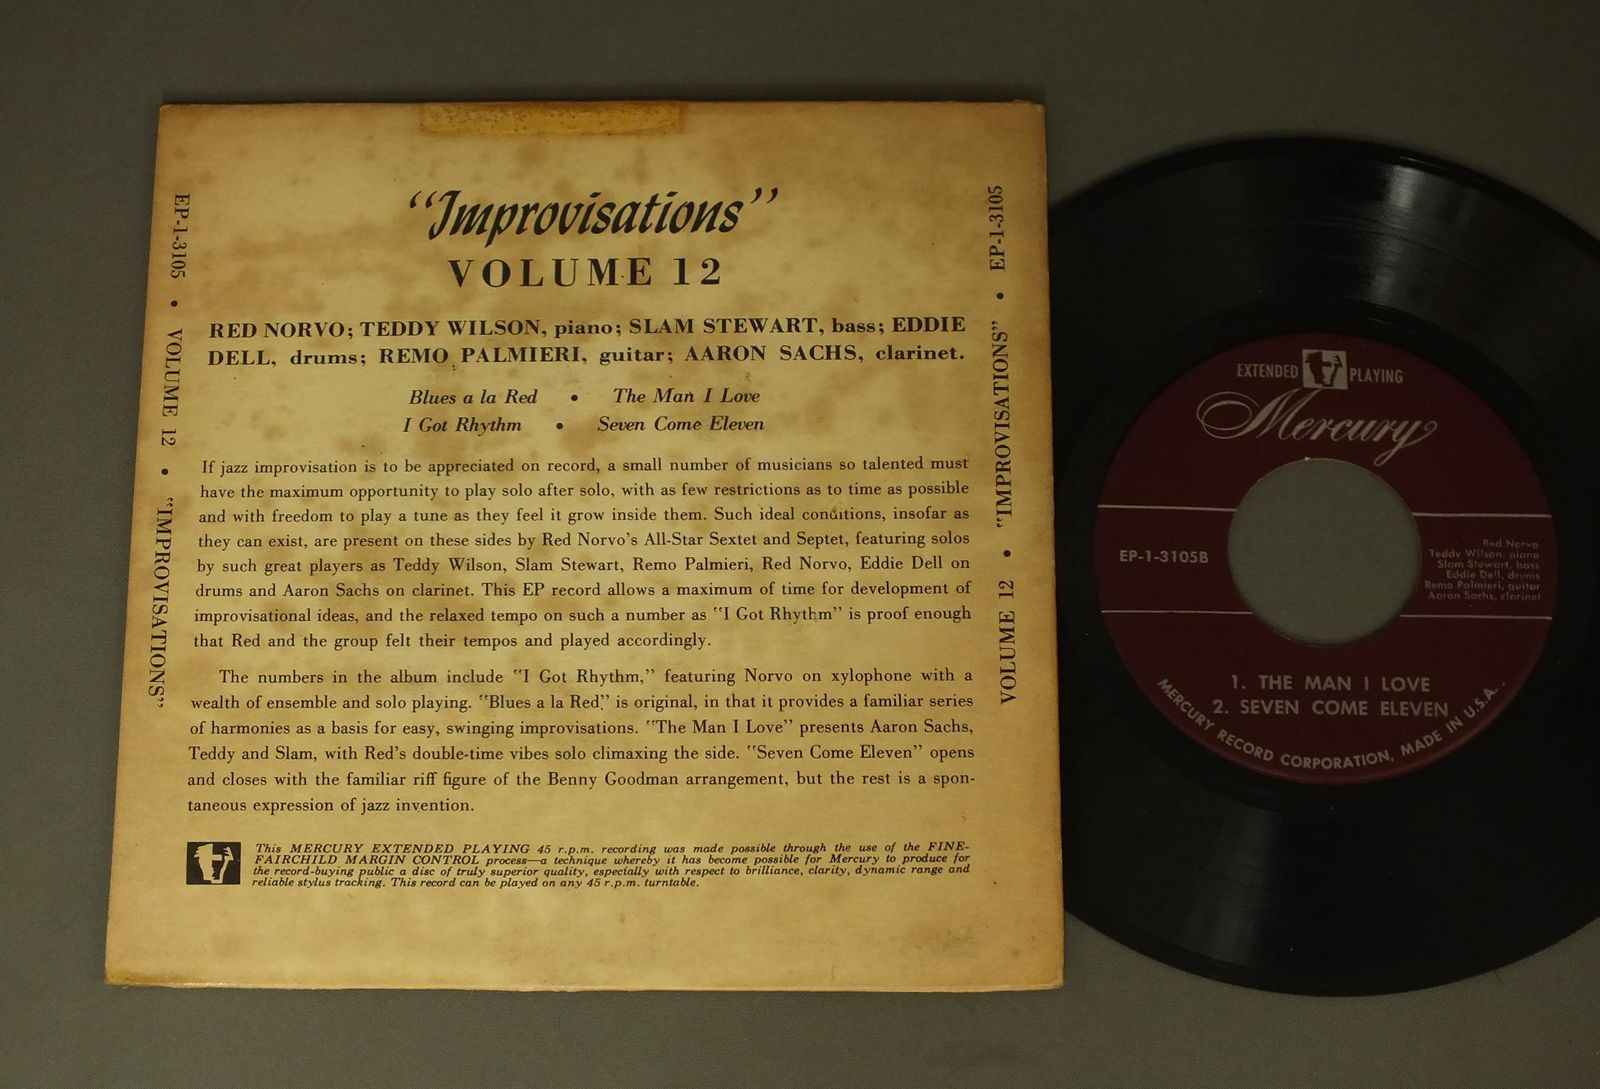 "Improvisations"
VOLUME 12
RED NORVO; TEDDY WILSON, piano; SLAM STEWART, bass; EDDIE
DELL, drums; REMO PALMIERI, guitar; AARON SACHS, clarinet.
Blues a la Red • The Man I Love
I Got Rhythm • Seven Come Eleven
If jazz improvisation is to be appreciated on record, a small number of musicians so talented must
have the maximum opportunity to play solo after solo, with as few restrictions as to time as possible
and with freedom to play a tune as they feel it grow inside them. Such ideal conditions, insofar as
they can exist, are present on these sides by Red Norvo's All-Star Sextet and Septet, featuring solos
by such great players as Teddy Wilson, Slam Stewart, Remo Palmieri, Red Norvo, Eddie Dell on
drums and Aaron Sachs on clarinet. This EP record allows a maximum of time for development of
improvisational ideas, and the relaxed tempo on such a number as "I Got Rhythm" is proof enough
that Red and the group felt their tempos and played accordingly.
The numbers in the album include "I Got Rhythm," featuring Norvo on xylophone with a
wealth of ensemble and solo playing. "Blues a la Red" is original, in that it provides a familiar series
of harmonies as a basis for easy, swinging improvisations. "The Man I Love" presents Aaron Sachs,
Teddy and Slam, with Red's double-time vibes solo climaxing the side. "Seven Come Eleven" opens
and closes with the familiar riff figure of the Benny Goodman arrangement, but the rest is a spon-
taneous expression of jazz invention.
This MERCURY EXTENDED PLAYING 45 r.p.m. recording was made possible through the use of the FINE-
FAIRCHILD MARGIN CONTROL process—a technique whereby it has become possible for Mercury to produce for
the record-buying public a disc of truly superior quality, especially with respect to brilliance, clarity, dynamic range and
reliable stylus tracking. This record can be played on any 45 r.p.m. turntable.
EP-1-3105 • VOLUME 12 • "IMPROVISATIONS"
VOLUME 12 • "IMPROVISATIONS" • EP-1-3105
EXTENDED PLAYING
Mercury
EP-1-3105B
Red Norvo
Teddy Wilson, piano
Slam Stewart, bass
Eddie Dell, drums
Remo Palmieri, guitar
Aaron Sachs, clarinet
1. THE MAN I LOVE
2. SEVEN COME ELEVEN
MERCURY RECORD CORPORATION, MADE IN U.S.A.